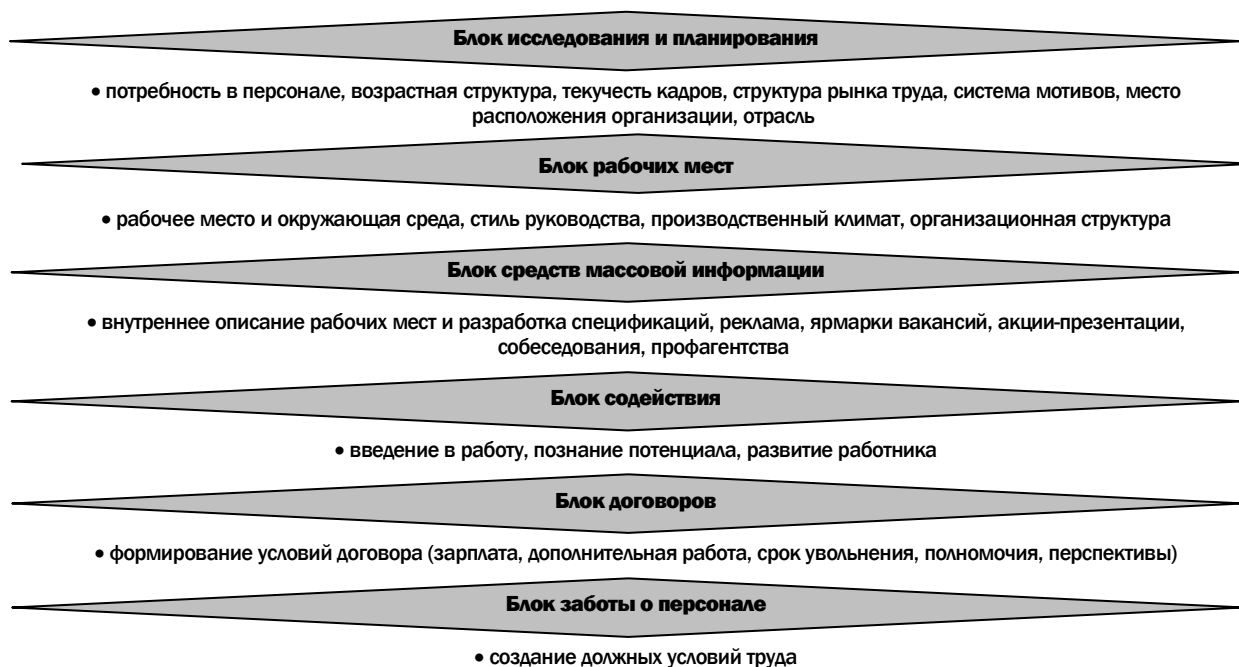 Блок исследования и планирования
• потребность в персонале, возрастная структура, текучесть кадров, структура рынка труда, система мотивов, место
расположения организации, отрасль
Блок рабочих мест
• рабочее место и окружающая среда, стиль руководства, производственный климат, организационная структура
Блок средств массовой информации
• внутреннее описание рабочих мест и разработка спецификаций, реклама, ярмарки вакансий, акции-презентации,
собеседования, профагентства
Блок содействия
• введение в работу, познание потенциала, развитие работника
Блок договоров
• формирование условий договора (зарплата, дополнительная работа, срок увольнения, полномочия, перспективы)
Блок заботы о персонале
• создание должных условий труда